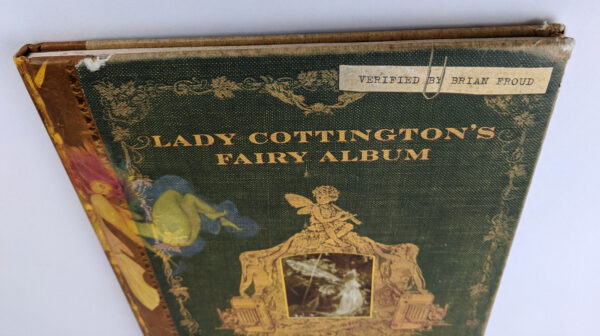 VERIFIED BY BRIAN FROUD
LADY COTTINGTON'S
FAIRY ALBUM